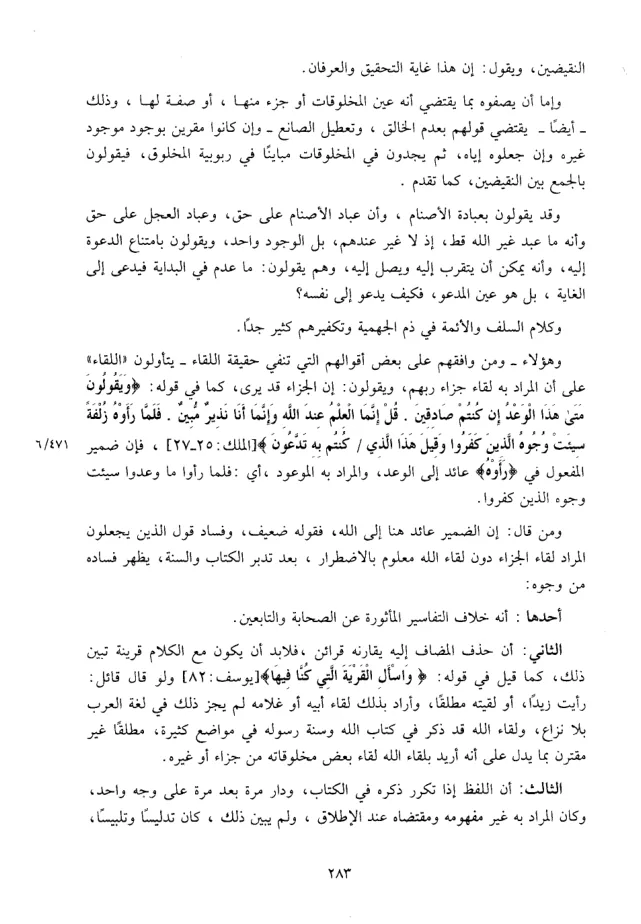 النقيضين، ويقول: إن هذا غاية التحقيق والعرفان.
وإما أن يصفوه بما يقتضي أنه عين المخلوقات أو جزء منها ، أو صفة لها ، وذلك
ـ أيضًا ـ يقتضي قولهم بعدم الخالق ، وتعطيل الصانع ـ وإن كانوا مقرين بوجود موجود
غيره وإن جعلوه إياه، ثم يجدون في المخلوقات مباينًا في ربوبية المخلوق، فيقولون
بالجمع بين النقيضين، كما تقدم .
وقد يقولون بعبادة الأصنام ، وأن عباد الأصنام على حق، وعباد العجل على حق
وأنه ما عبد غير الله قط، إذ لا غير عندهم، بل الوجود واحد، ويقولون بامتناع الدعوة
إليه، وأنه يمكن أن يتقرب إليه ويصل إليه، وهم يقولون: ما عدم في البداية فيدعى إلى
الغاية ، بل هو عين المدعو، فكيف يدعو إلى نفسه؟
وكلام السلف والأئمة في ذم الجهمية وتكفيرهم كثير جدًا.
وهؤلاء ـ ومن وافقهم على بعض أقوالهم التي تنفي حقيقة اللقاء ـ يتأولون «اللقاء»
على أن المراد به لقاء جزاء ربهم، ويقولون: إن الجزاء قد يرى، كما في قوله: ﴿وَيَقُولُونَ
مَتَىٰ هَذَا الْوَعْدُ إِن كُنتُمْ صَادِقِينَ . قُلْ إِنَّمَا الْعِلْمُ عِندَ اللَّه وَإِنَّمَا أَنَا نَذيرٌ مُّبِينٌ . فَلَمَّا رَأَوْهُ زُلْفَةً
سيئَتْ وُجُوهُ الَّذينَ كَفَرُوا وَقِيلَ هَذَا الَّذي / كُنتُم بِه تَدَّعُونَ ﴾[الملك:٢٥ـ٢٧] ، فإن ضمير
٦/٤٧١
المفعول في ﴿رَأَوْهُ﴾ عائد إلى الوعد، والمراد به الموعود ،أي :فلما رأوا ما وعدوا سيئت
وجوه الذين كفروا.
ومن قال: إن الضمير عائد هنا إلى الله، فقوله ضعيف، وفساد قول الذين يجعلون
المراد لقاء الجزاء دون لقاء الله معلوم بالاضطرار ، بعد تدبر الكتاب والسنة، يظهر فساده
من وجوه:
أحدها : أنه خلاف التفاسير المأثورة عن الصحابة والتابعين.
الثاني: أن حذف المضاف إليه يقارنه قرائن ،فلابد أن يكون مع الكلام قرينة تبين
ذلك، كما قيل في قوله: ﴿ وَاسْأَلِ الْقَرْيَةَ الَّتِي كُنَّا فِيهَا﴾[يوسف:٨٢] ولو قال قائل:
رأيت زيدًا، أو لقيته مطلقًا، وأراد بذلك لقاء أبيه أو غلامه لم يجز ذلك في لغة العرب
بلا نزاع، ولقاء الله قد ذكر في كتاب الله وسنة رسوله في مواضع كثيرة، مطلقًا غير
مقترن بما يدل على أنه أريد بلقاء الله لقاء بعض مخلوقاته من جزاء أو غيره.
الثالث: أن اللفظ إذا تكرر ذكره في الكتاب، ودار مرة بعد مرة على وجه واحد،
وكان المراد به غير مفهومه ومقتضاه عند الإطلاق ، ولم يبين ذلك ، كان تدليسًا وتلبيسًا،
٢٨٣